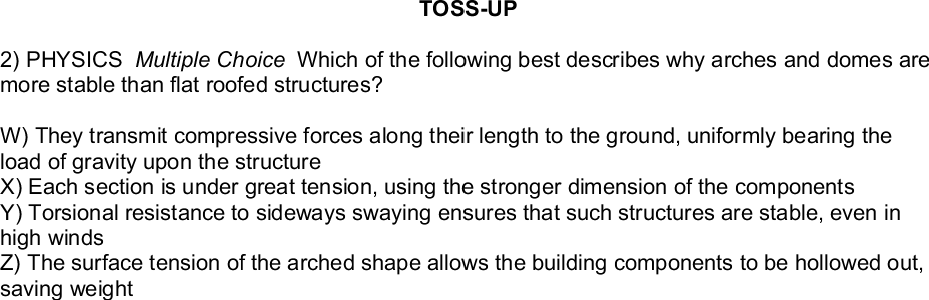 TOSS-UP
2) PHYSICS Multiple Choice Which of the following best describes why arches and domes are
more stable than flat roofed structures?
W) They transmit compressive forces along their length to the ground, uniformly bearing the
load of gravity upon the structure
X) Each section is under great tension, using the stronger dimension of the components
Y) Torsional resistance to sideways swaying ensures that such structures are stable, even in
high winds
Z) The surface tension of the arched shape allows the building components to be hollowed out,
saving weight